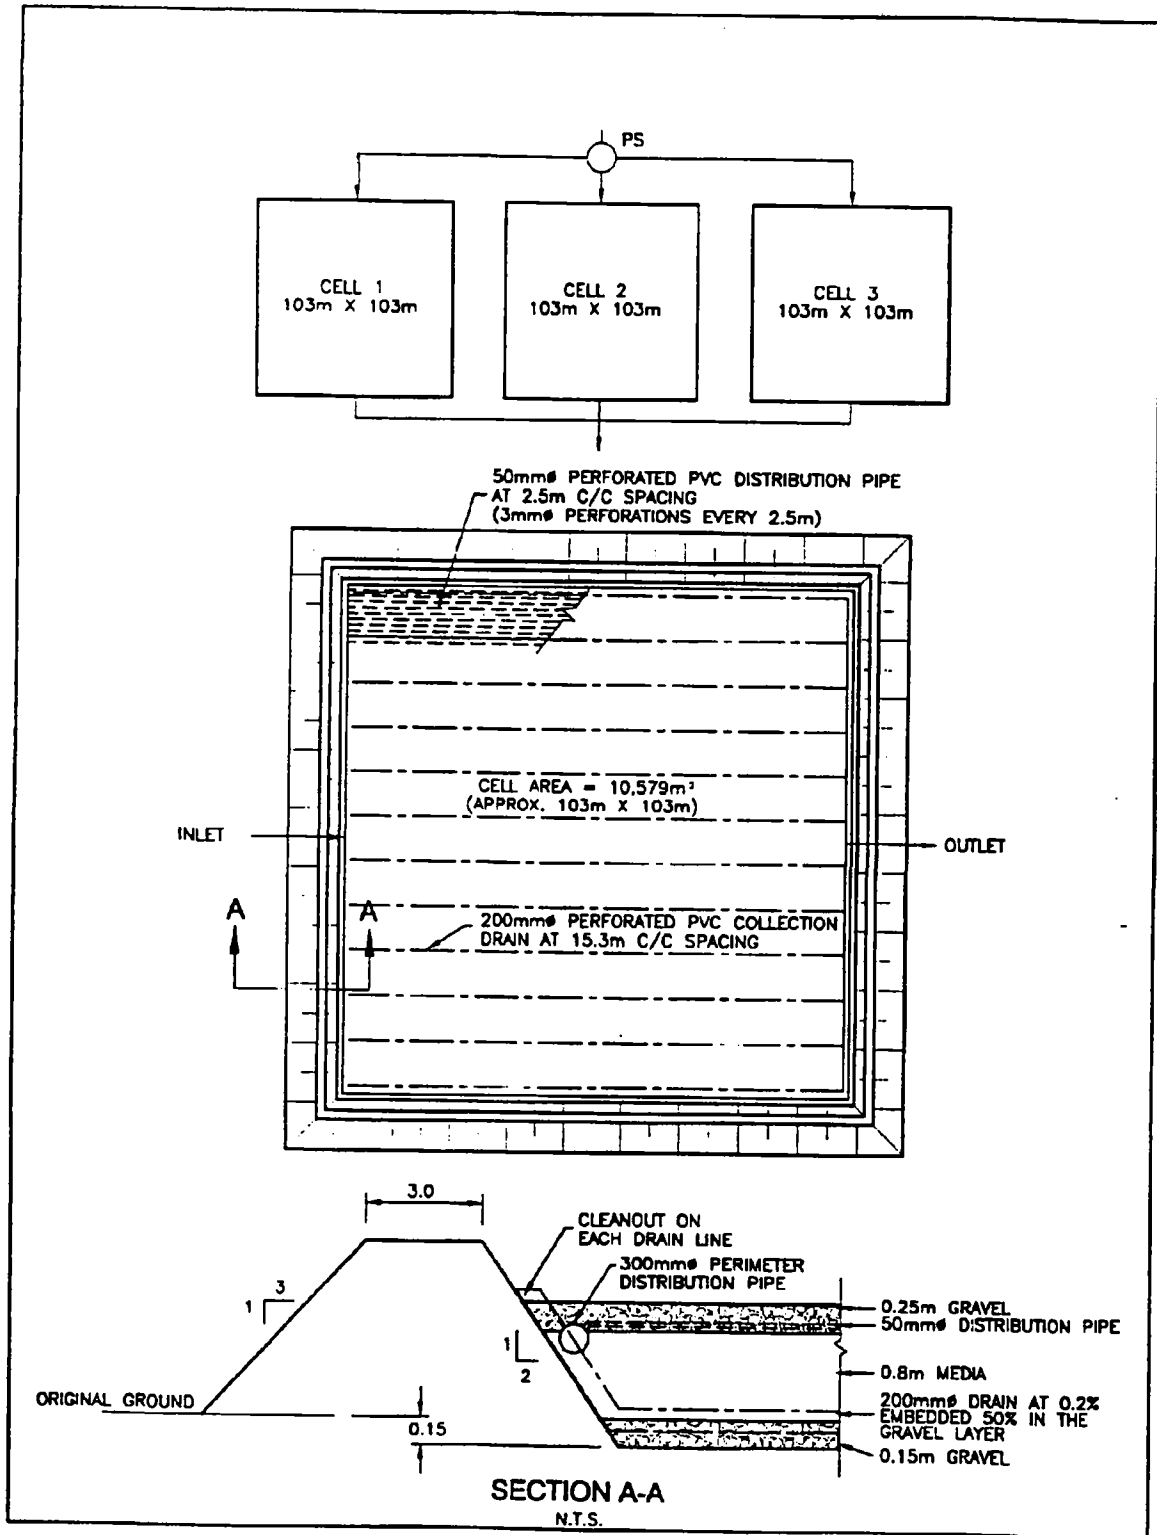 PS
CELL 1
103m X 103m
CELL 2
103m X 103m
CELL 3
103m X 103m
50mmø PERFORATED PVC DISTRIBUTION PIPE
AT 2.5m C/C SPACING
(3mmø PERFORATIONS EVERY 2.5m)
CELL AREA = 10,579m²
(APPROX. 103m X 103m)
INLET
OUTLET
A
A
200mmø PERFORATED PVC COLLECTION
DRAIN AT 15.3m C/C SPACING
3.0
CLEANOUT ON
EACH DRAIN LINE
300mmø PERIMETER
DISTRIBUTION PIPE
3
1
0.25m GRAVEL
50mmø DISTRIBUTION PIPE
1
2
0.8m MEDIA
ORIGINAL GROUND
200mmø DRAIN AT 0.2%
EMBEDDED 50% IN THE
GRAVEL LAYER
0.15
0.15m GRAVEL
SECTION A-A
N.T.S.